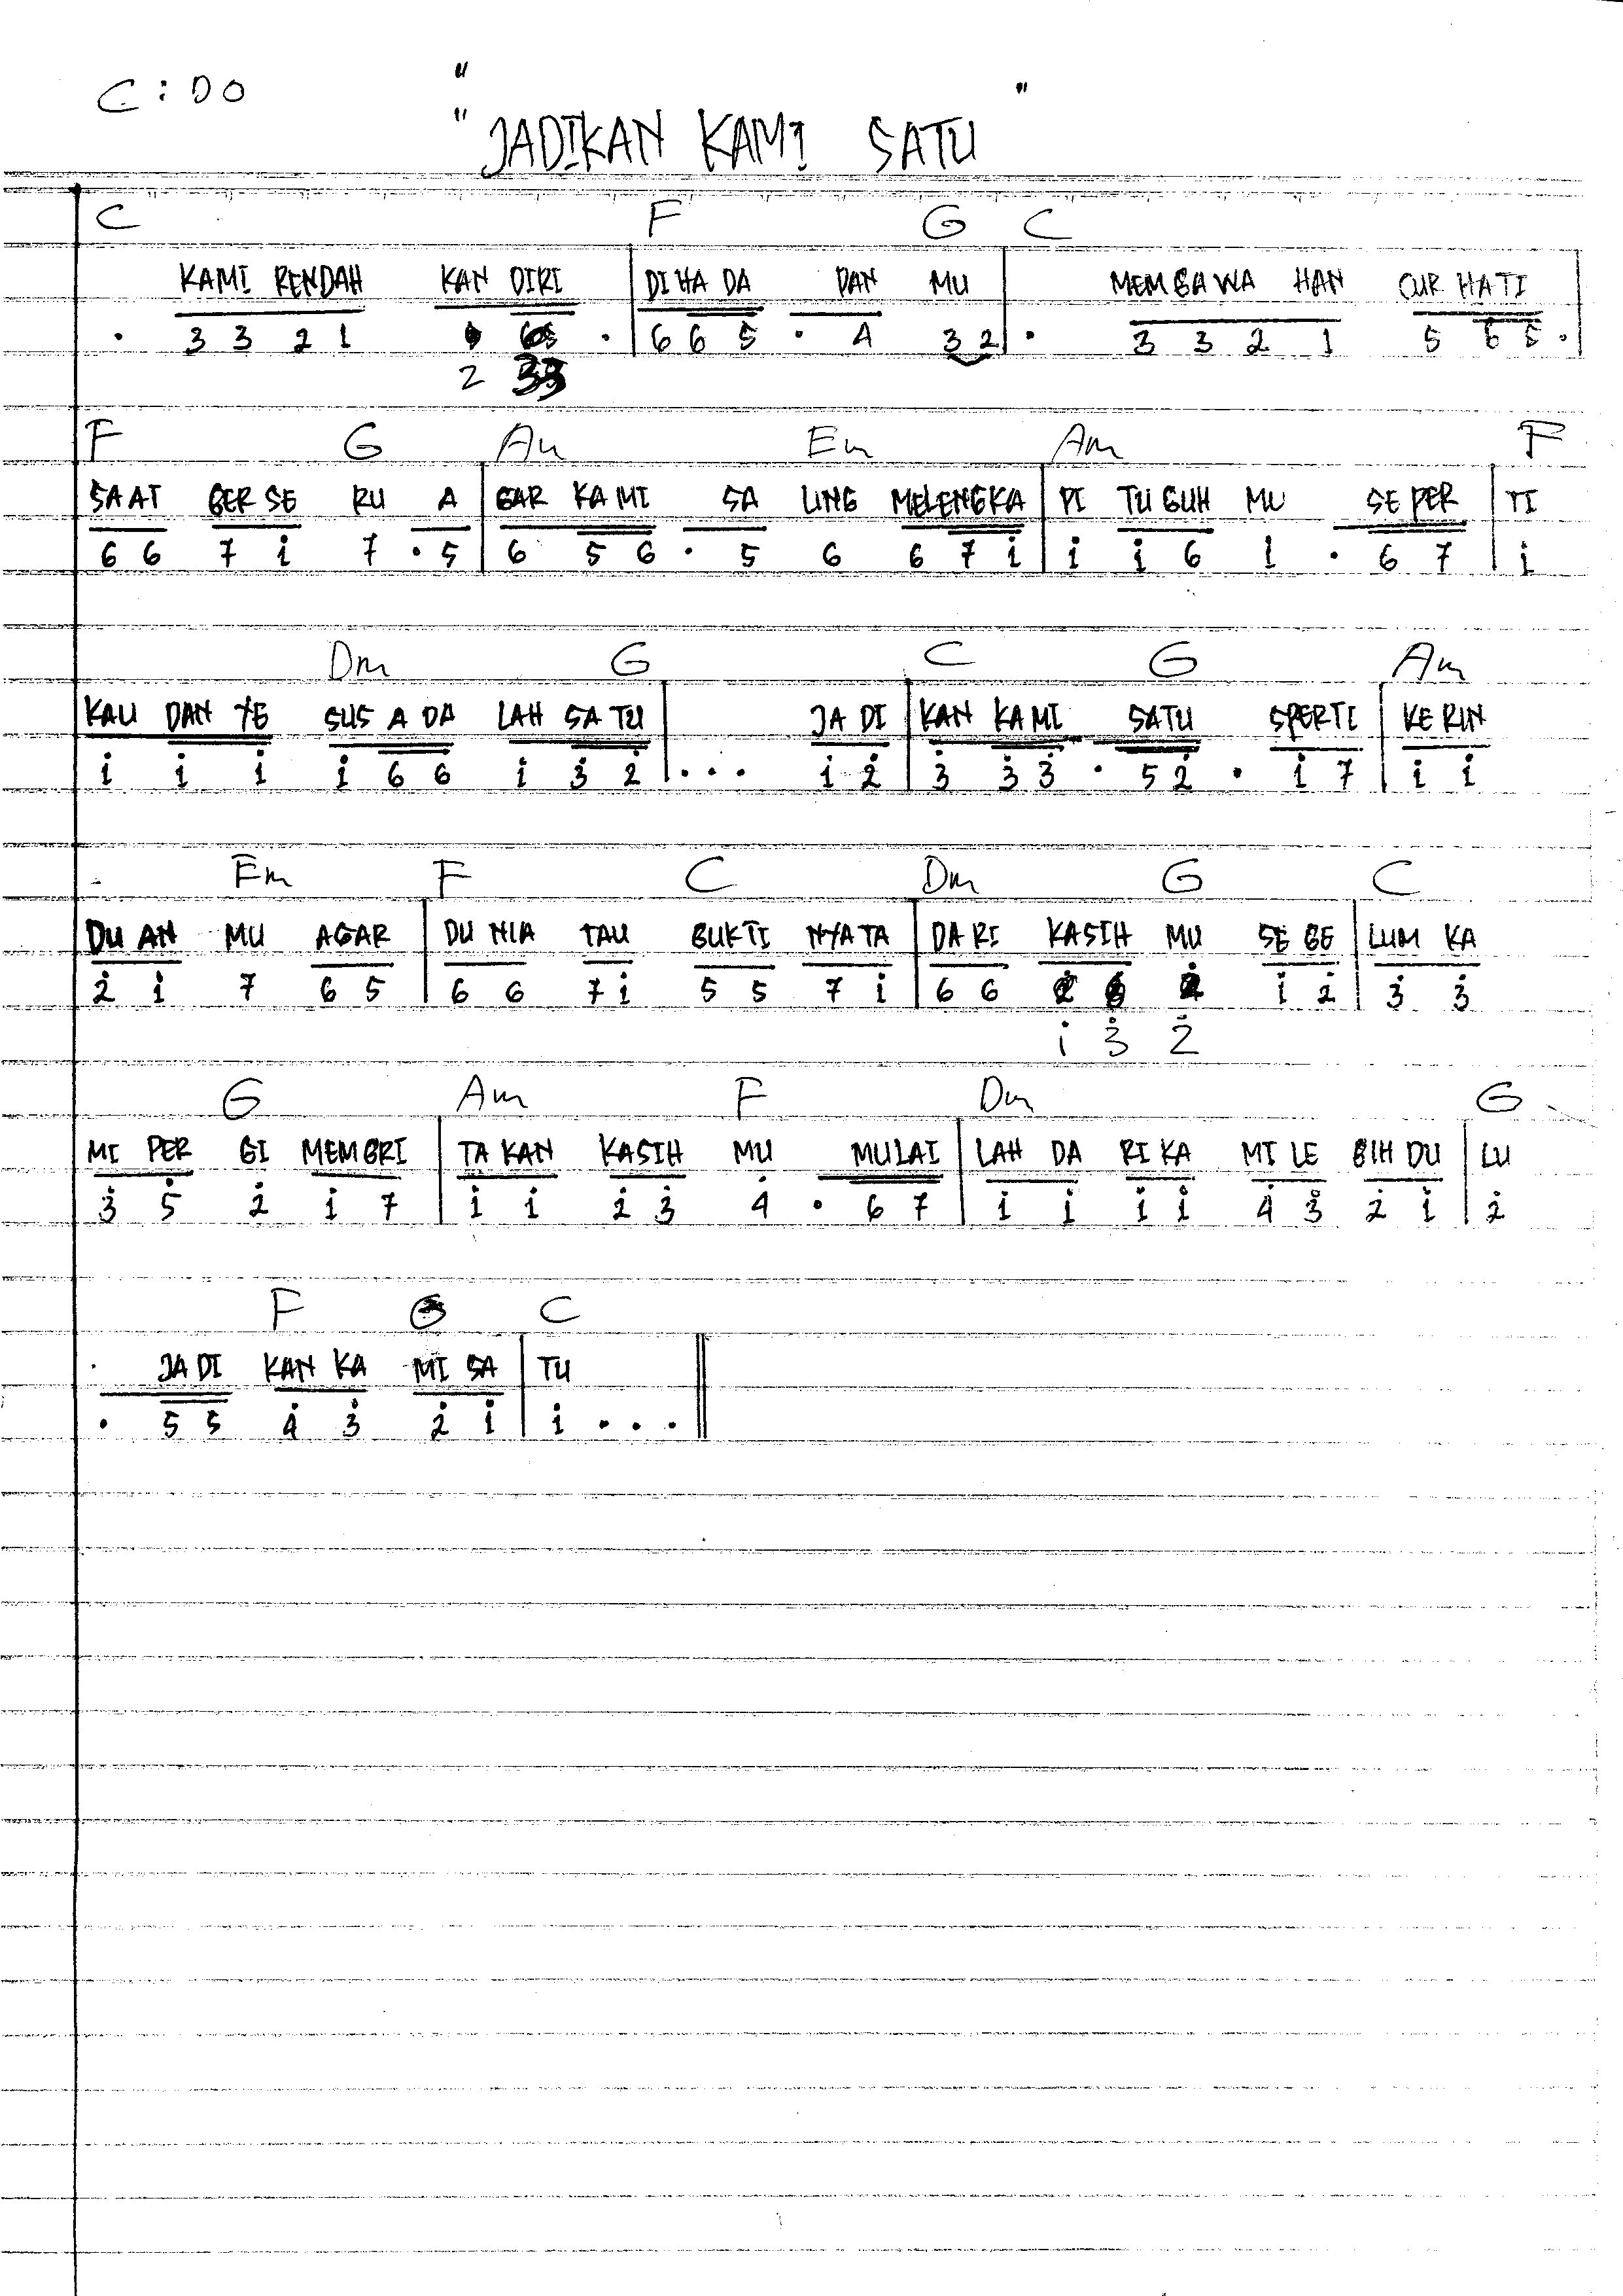 C : DO
" JADIKAN KAMI SATU "
C F G C
KAMI RENDAH KAN DIRI | DI HA DA PAN MU | MEMBAWA HAN CUR HATI |
. 3 3 2 1 . | 6 6 5 . 4 3 2 | . 3 3 2 1 5 6 5 . |
2 33
F G Am Em Am F
SAAT BER SE RU A | GAR KA MI SA LING MELENGKA | PI TU BUH MU SE PER | TI
6 6 7 i 7 . 5 | 6 5 6 . 5 6 6 7 i | i i 6 1 . 6 7 | i
Dm G C G Am
KAU DAN YE SUS A DA LAH SA TU | JA DI | KAN KA MI SATU SPERTI | KE RIN
i i i i 6 6 i 3̇ 2̇ | . . . i 2̇ | 3̇ 3̇ 3̇ . 5 2̇ . i 7 | i i
Em F C Dm G C
DU AN MU AGAR | DU NIA TAU BUKTI NYATA | DA RI KASIH MU SE BE | LUM KA
2̇ i 7 6 5 | 6 6 7 i 5 5 7 i | 6 6 2̇ i 2̇ | 3̇ 3̇
i 3̇ 2̇
G Am F Dm G
MI PER GI MEMBRI | TA KAN KASIH MU MULAI | LAH DA RI KA MI LE BIH DU | LU
3̇ 5̇ 2̇ i 7 | i i 2̇ 3̇ 4̇ . 6 7 | i i i i 4̇ 3̇ 2̇ i | 2̇
F G C
. JA DI KAN KA MI SA | TU
. 5 5 4̇ 3̇ 2̇ i | i . . . ||